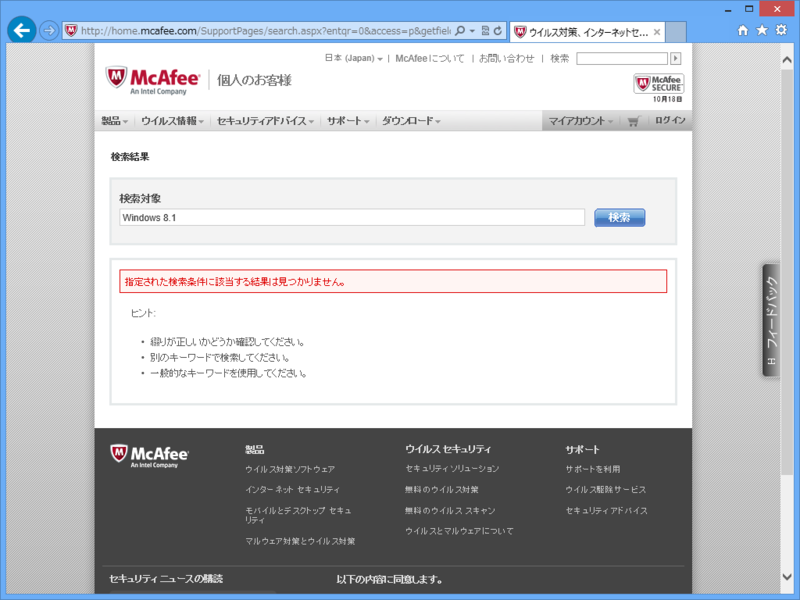 http://home.mcafee.com/SupportPages/search.aspx?entqr=0&access=p&getfiel
ウイルス対策、インターネットセ...
日本 (Japan) | McAfeeについて | お問い合わせ | 検索
McAfee
An Intel Company
個人のお客様
McAfee SECURE
10月18日
製品 ウイルス情報 セキュリティアドバイス サポート ダウンロード マイアカウント ログイン
検索結果
検索対象
Windows 8.1
検索
指定された検索条件に該当する結果は見つかりません。
ヒント:
• 綴りが正しいかどうか確認してください。
• 別のキーワードで検索してください。
• 一般的なキーワードを使用してください。
フィードバック
McAfee
An Intel Company
製品
ウイルス対策ソフトウェア
インターネット セキュリティ
モバイルとデスクトップ セキュ
リティ
マルウェア対策とウイルス対策
ウイルス セキュリティ
セキュリティ ソリューション
無料のウイルス対策
無料のウイルス スキャン
ウイルスとマルウェアについて
サポート
サポートを利用
ウイルス駆除サービス
セキュリティ アドバイス
セキュリティ ニュースの購読
以下の内容に同意します。